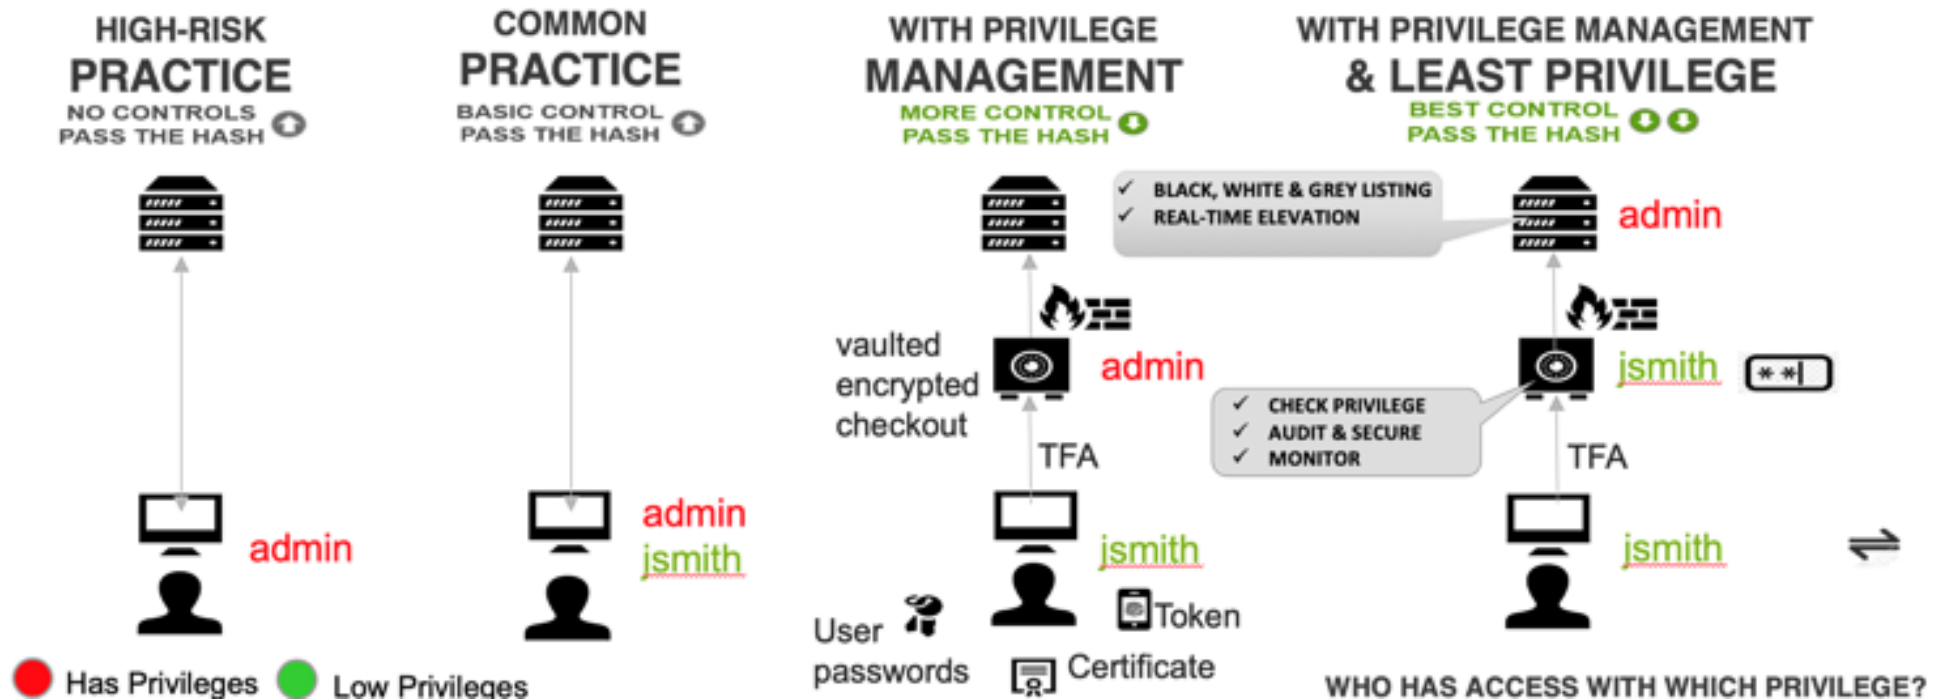 HIGH-RISK
PRACTICE
NO CONTROLS
PASS THE HASH
admin
COMMON
PRACTICE
BASIC CONTROL
PASS THE HASH
admin
jsmith
WITH PRIVILEGE
MANAGEMENT
MORE CONTROL
PASS THE HASH
vaulted
encrypted
checkout
admin
TFA
jsmith
User
passwords
Token
Certificate
WITH PRIVILEGE MANAGEMENT
& LEAST PRIVILEGE
BEST CONTROL
PASS THE HASH
✓ BLACK, WHITE & GREY LISTING
✓ REAL-TIME ELEVATION
admin
jsmith
**|
✓ CHECK PRIVILEGE
✓ AUDIT & SECURE
✓ MONITOR
TFA
jsmith
Has Privileges
Low Privileges
WHO HAS ACCESS WITH WHICH PRIVILEGE?